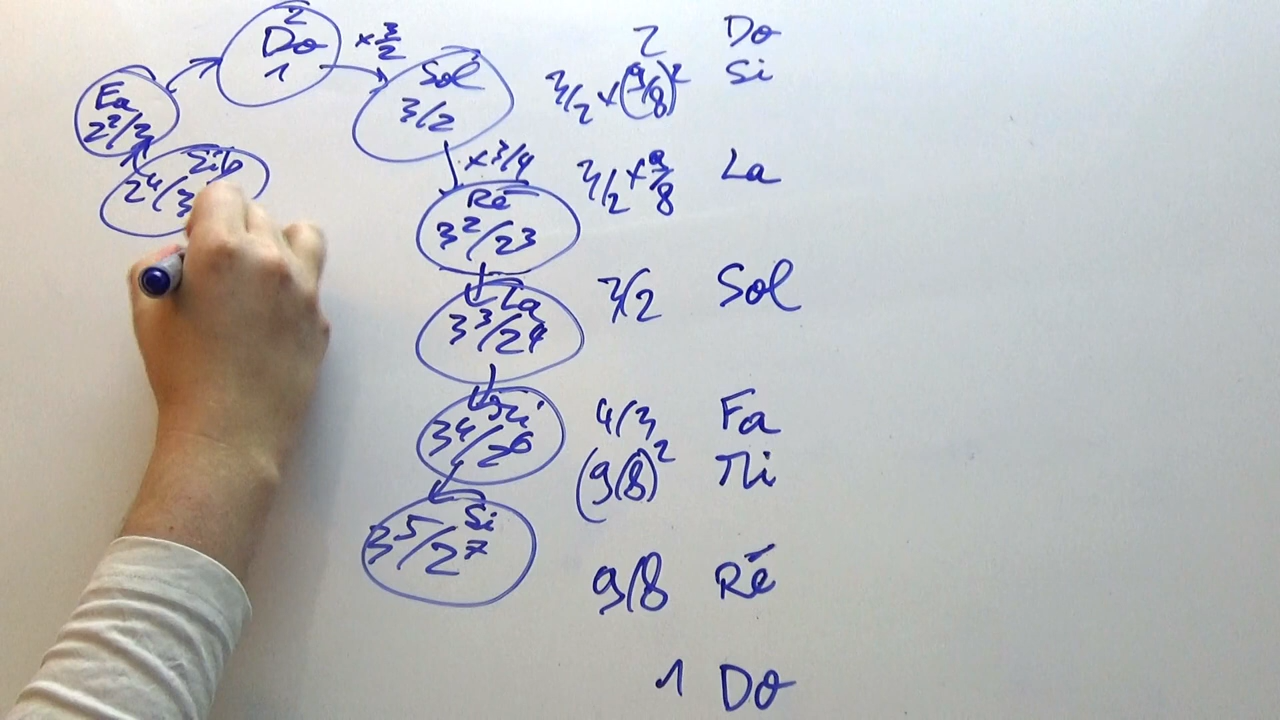 2
Do
1
×3/2
Sol
3/2
×3/4
Ré
3²/2³
La
3³/2⁴
Mi
3⁴/2⁶
Si
3⁵/2⁷
Fa
2²/3
Sib
2⁴/3
2 Do
3/2×(9/8)² Si
3/2×9/8 La
3/2 Sol
4/3 Fa
(9/8)² Mi
9/8 Ré
1 Do